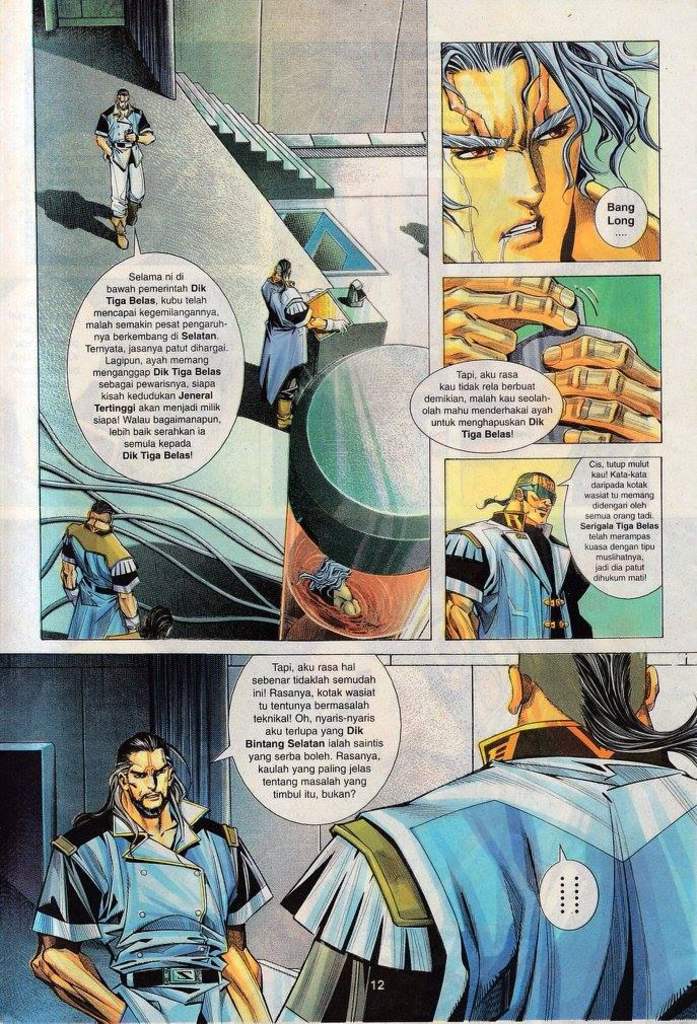 Selama ni di
bawah pemerintah Dik
Tiga Belas, kubu telah
mencapai kegemilangannya,
malah semakin pesat pengaruh-
nya berkembang di Selatan.
Ternyata, jasanya patut dihargai.
Lagipun, ayah memang
menganggap Dik Tiga Belas
sebagai pewarisnya, siapa
kisah kedudukan Jeneral
Tertinggi akan menjadi milik
siapa! Walau bagaimanapun,
lebih baik serahkan ia
semula kepada
Dik Tiga Belas!
Bang
Long
....
Tapi, aku rasa
kau tidak rela berbuat
demikian, malah kau seolah-
olah mahu menderhakai ayah
untuk menghapuskan Dik
Tiga Belas!
Cis, tutup mulut
kau! Kata-kata
daripada kotak
wasiat tu memang
didengari oleh
semua orang tadi.
Serigala Tiga Belas
telah merampas
kuasa dengan tipu
muslihatnya,
jadi dia patut
dihukum mati!
Tapi, aku rasa hal
sebenar tidaklah semudah
ini! Rasanya, kotak wasiat
tu tentunya bermasalah
teknikal! Oh, nyaris-nyaris
aku terlupa yang Dik
Bintang Selatan ialah saintis
yang serba boleh. Rasanya,
kaulah yang paling jelas
tentang masalah yang
timbul itu, bukan?
......
......
12